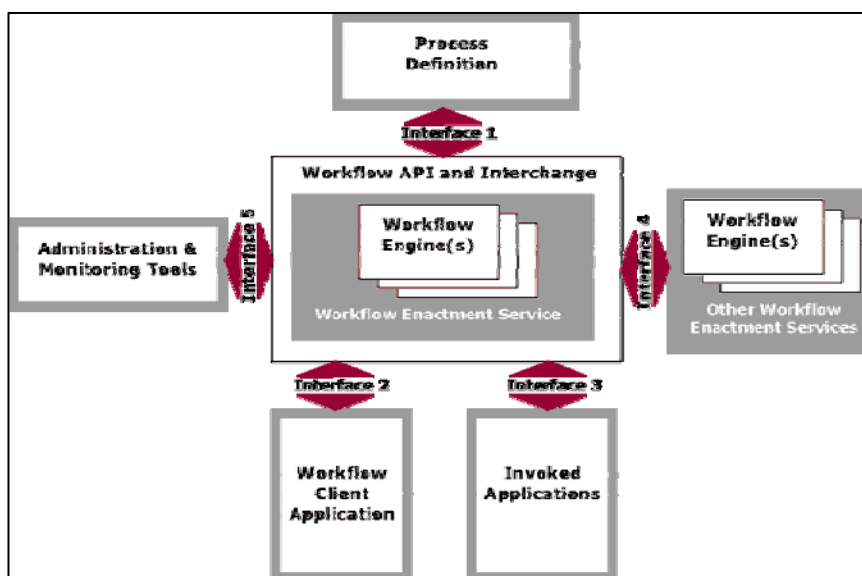 Process
Definition
Interface 1
Workflow API and Interchange
Workflow
Engine(s)
Workflow Enactment Service
Interface 5
Administration &
Monitoring Tools
Interface 4
Workflow
Engine(s)
Other Workflow
Enactment Services
Interface 2
Interface 3
Workflow
Client
Application
Invoked
Applications